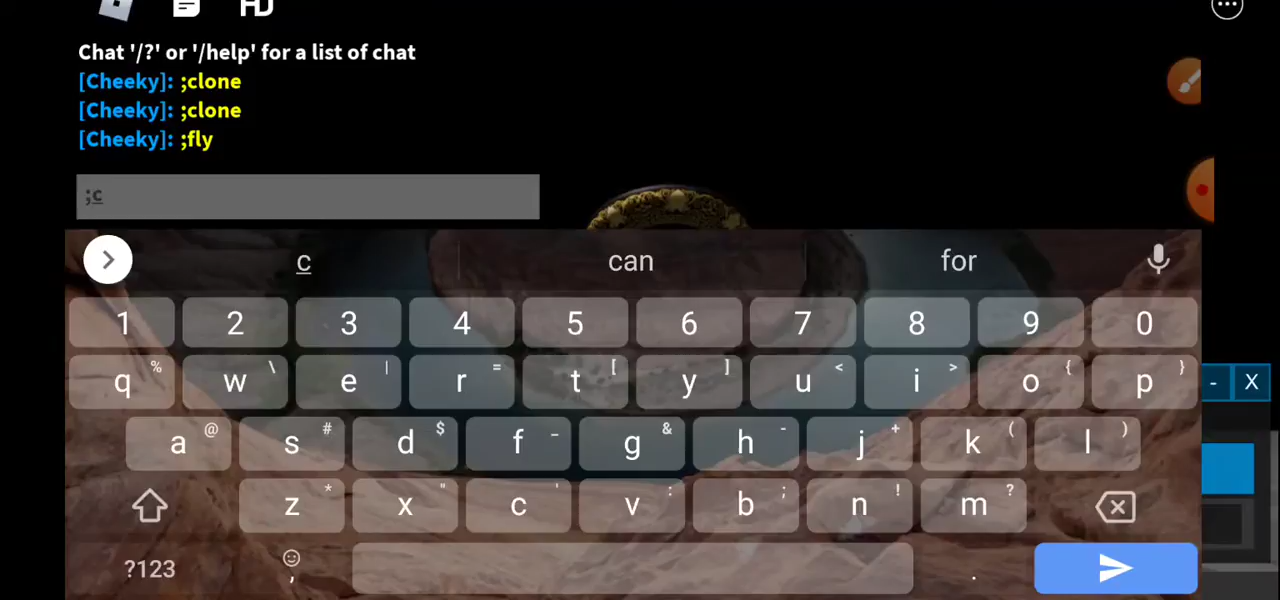 HD
Chat '/?' or '/help' for a list of chat
[Cheeky]: ;clone
[Cheeky]: ;clone
[Cheeky]: ;fly
;c
c can for
1 2 3 4 5 6 7 8 9 0
q % w \ e | r = t [ y ] u < i > o { p }
a @ s # d $ f _ g & h - j + k ( l )
z * x " c ' v : b ; n ! m ?
?123 , .
- X